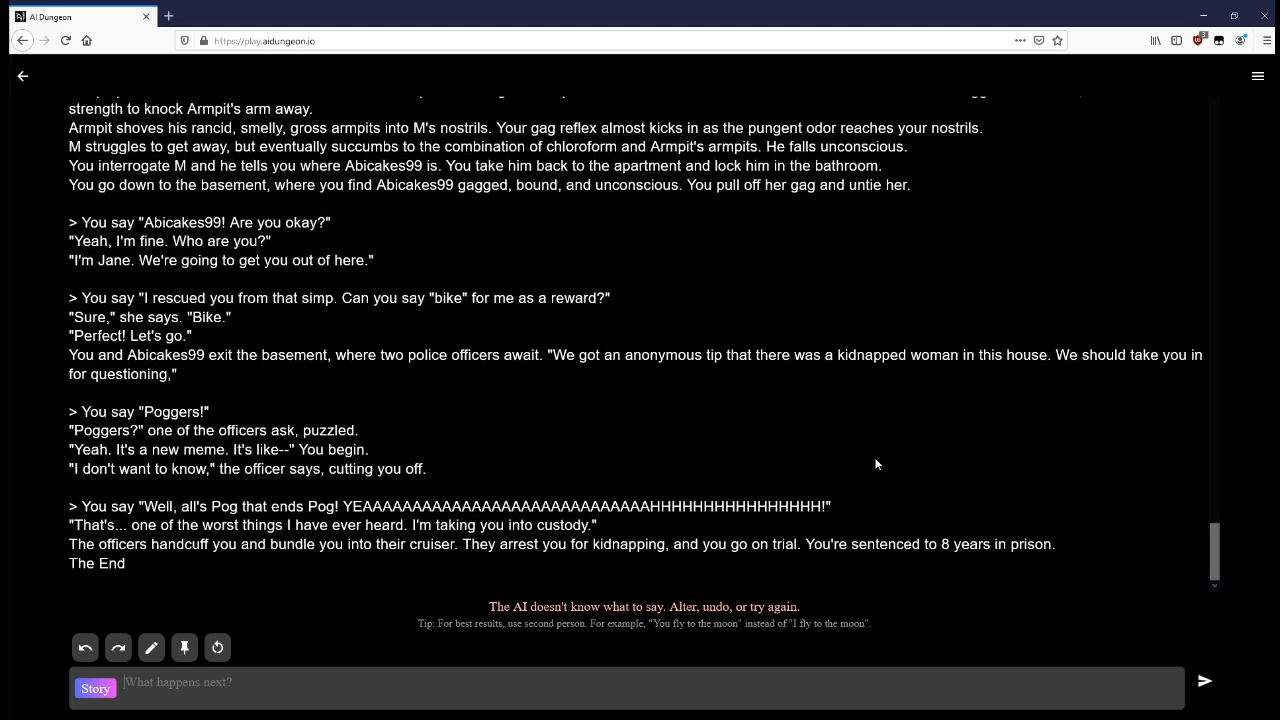 AI Dungeon
https://play.aidungeon.io
strength to knock Armpit's arm away.
Armpit shoves his rancid, smelly, gross armpits into M's nostrils. Your gag reflex almost kicks in as the pungent odor reaches your nostrils.
M struggles to get away, but eventually succumbs to the combination of chloroform and Armpit's armpits. He falls unconscious.
You interrogate M and he tells you where Abicakes99 is. You take him back to the apartment and lock him in the bathroom.
You go down to the basement, where you find Abicakes99 gagged, bound, and unconscious. You pull off her gag and untie her.
> You say "Abicakes99! Are you okay?"
"Yeah, I'm fine. Who are you?"
"I'm Jane. We're going to get you out of here."
> You say "I rescued you from that simp. Can you say "bike" for me as a reward?"
"Sure," she says. "Bike."
"Perfect! Let's go."
You and Abicakes99 exit the basement, where two police officers await. "We got an anonymous tip that there was a kidnapped woman in this house. We should take you in
for questioning,"
> You say "Poggers!"
"Poggers?" one of the officers ask, puzzled.
"Yeah. It's a new meme. It's like--" You begin.
"I don't want to know," the officer says, cutting you off.
> You say "Well, all's Pog that ends Pog! YEAAAAAAAAAAAAAAAAAAAAAAAAAAAAAHHHHHHHHHHHHHHHH!"
"That's... one of the worst things I have ever heard. I'm taking you into custody."
The officers handcuff you and bundle you into their cruiser. They arrest you for kidnapping, and you go on trial. You're sentenced to 8 years in prison.
The End
The AI doesn't know what to say. Alter, undo, or try again.
Tip: For best results, use second person. For example, "You fly to the moon" instead of "I fly to the moon".
Story
What happens next?